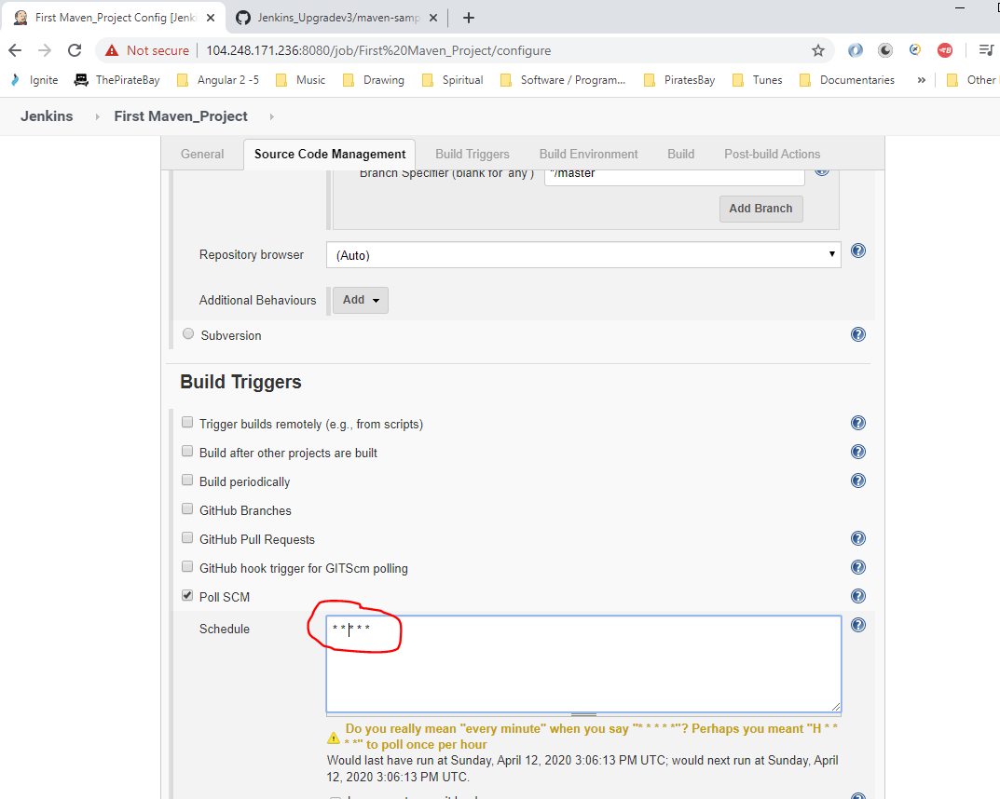 First Maven_Project Config [Jenki
Jenkins_Upgradev3/maven-samp
Not secure | 104.248.171.236:8080/job/First%20Maven_Project/configure
Ignite ThePirateBay Angular 2 -5 Music Drawing Spiritual Software / Program... PiratesBay Tunes Documentaries » Other
Jenkins First Maven_Project
General Source Code Management Build Triggers Build Environment Build Post-build Actions
Branch Specifier (blank for 'any') */master
Add Branch
Repository browser (Auto)
Additional Behaviours Add
Subversion
Build Triggers
Trigger builds remotely (e.g., from scripts)
Build after other projects are built
Build periodically
GitHub Branches
GitHub Pull Requests
GitHub hook trigger for GITScm polling
Poll SCM
Schedule * * * * *
Do you really mean "every minute" when you say "* * * * *"? Perhaps you meant "H * *
* *" to poll once per hour
Would last have run at Sunday, April 12, 2020 3:06:13 PM UTC; would next run at Sunday, April
12, 2020 3:06:13 PM UTC.